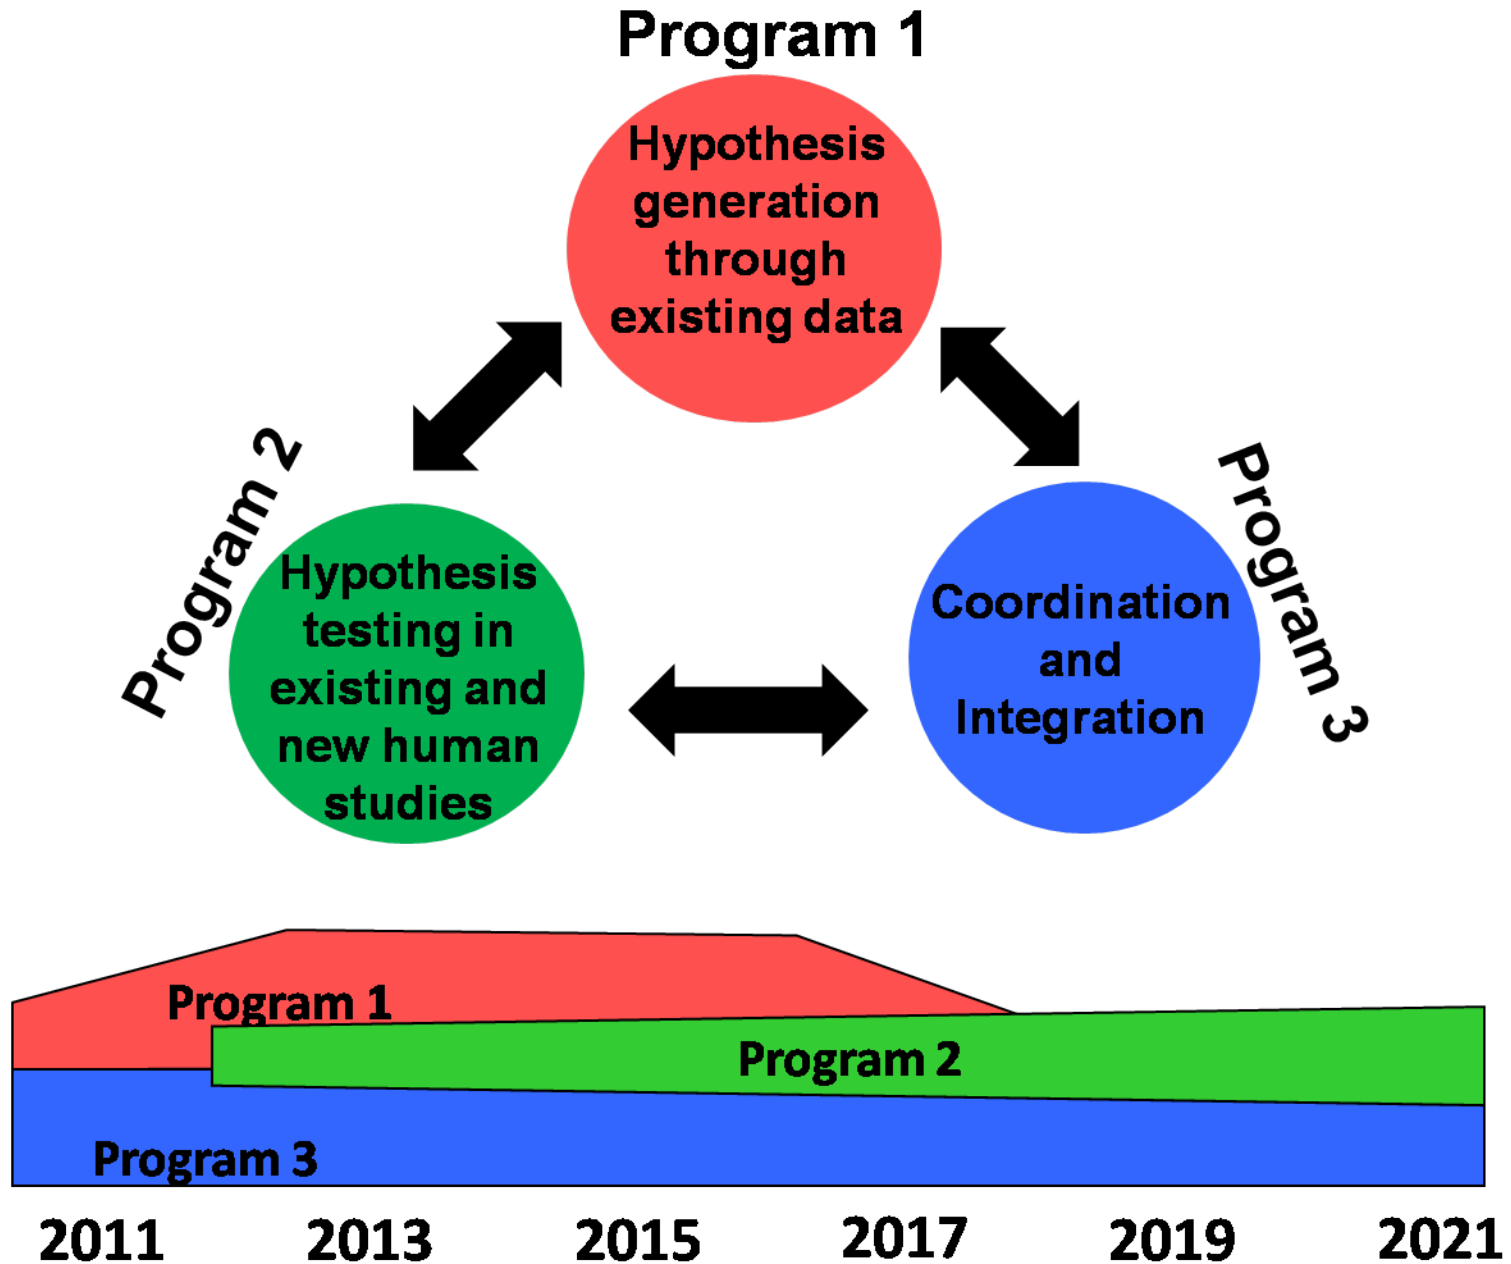 Program 1
Hypothesis
generation
through
existing data
Program 2
Hypothesis
testing in
existing and
new human
studies
Program 3
Coordination
and
Integration
Program 1
Program 2
Program 3
2011 2013 2015 2017 2019 2021